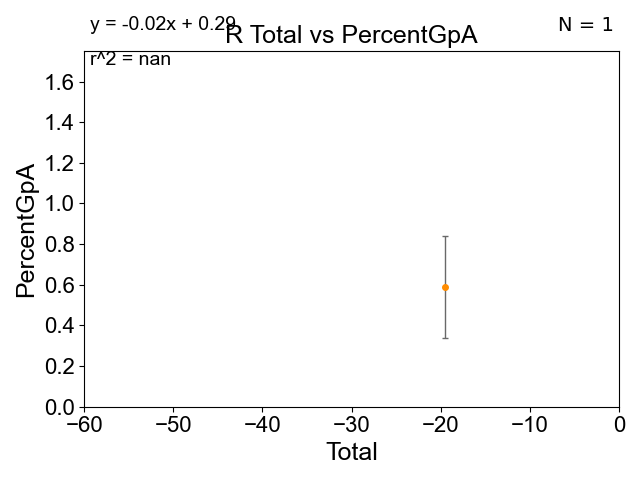 y = -0.02x + 0.29
R Total vs PercentGpA
N = 1
r^2 = nan
PercentGpA
1.6
1.4
1.2
1.0
0.8
0.6
0.4
0.2
0.0
−60 −50 −40 −30 −20 −10 0
Total